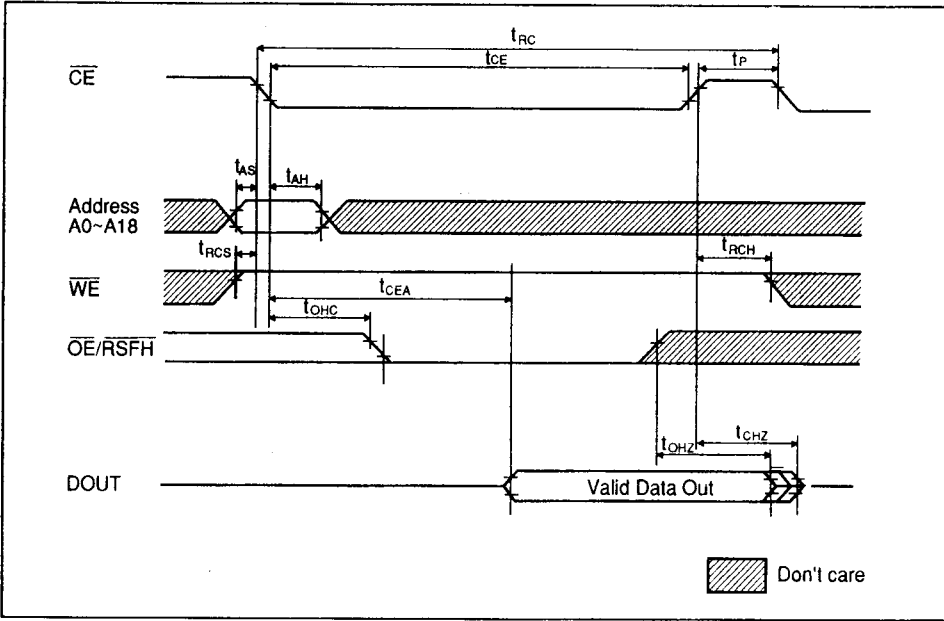 tRC
tCE
tP
CE
tAS
tAH
Address
A0~A18
tRCS
tRCH
WE
tCEA
tOHC
OE/RSFH
tCHZ
tOHZ
DOUT
Valid Data Out
Don't care